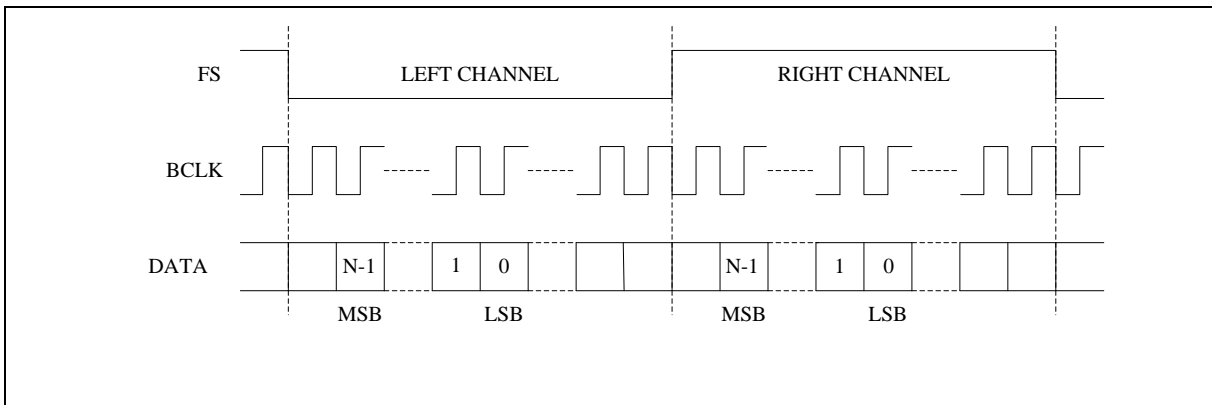 FS LEFT CHANNEL RIGHT CHANNEL
BCLK
DATA N-1 1 0 N-1 1 0
MSB LSB MSB LSB